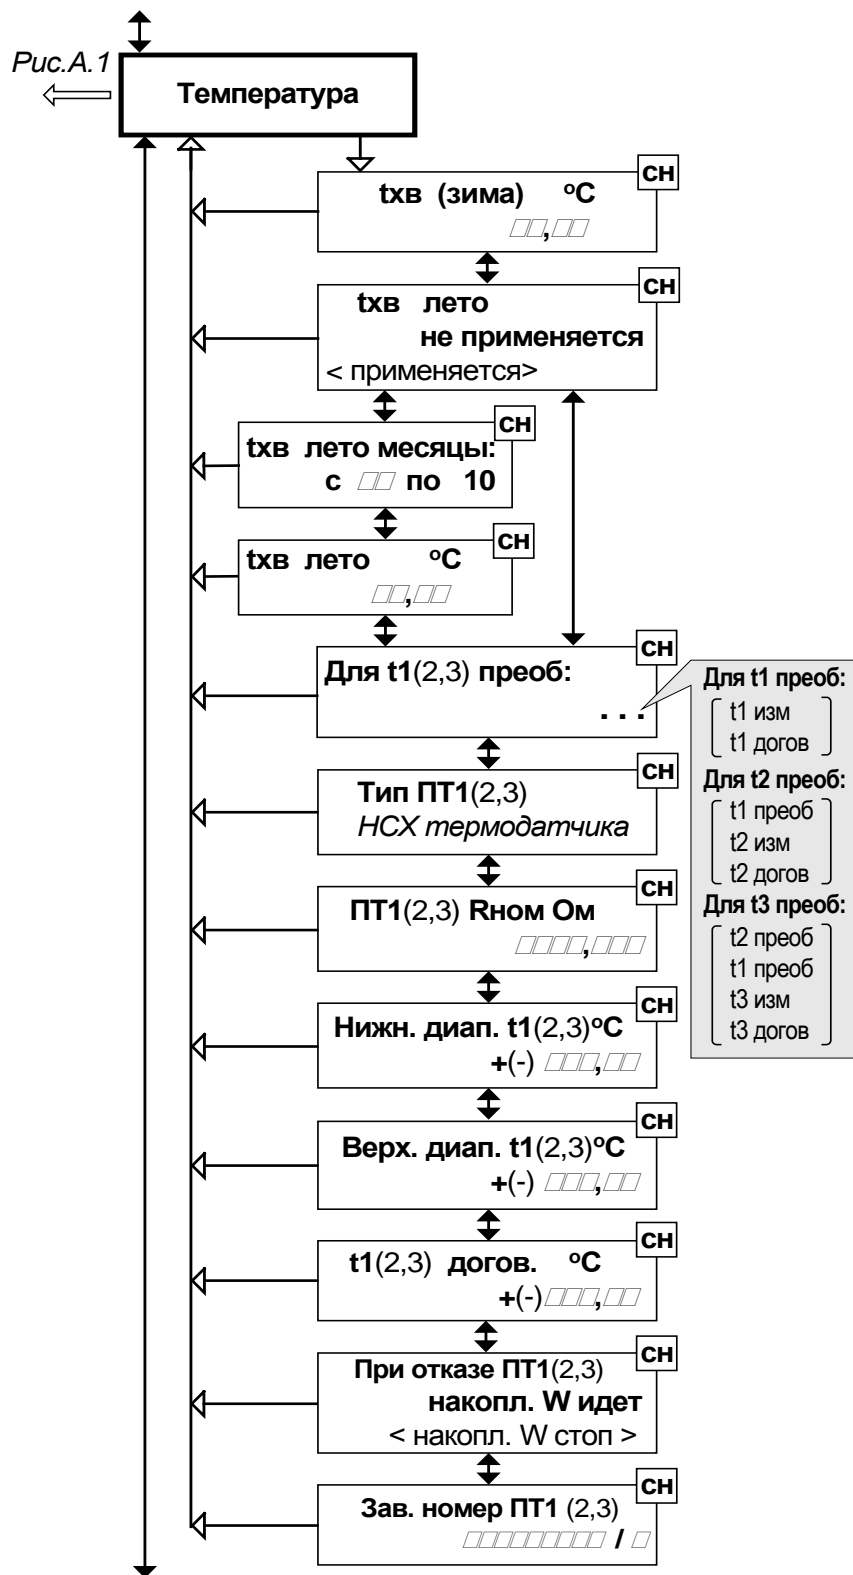 Рис.А.1
Температура
СН
tхв (зима) ºС
□□,□□
СН
tхв лето
не применяется
< применяется>
СН
tхв лето месяцы:
с □□ по 10
СН
tхв лето ºС
□□,□□
СН
Для t1(2,3) преоб:
...
Для t1 преоб:
t1 изм
t1 догов
Для t2 преоб:
t1 преоб
t2 изм
t2 догов
Для t3 преоб:
t2 преоб
t1 преоб
t3 изм
t3 догов
СН
Тип ПТ1(2,3)
НСХ термодатчика
СН
ПТ1(2,3) Rном Ом
□□□□,□□□
СН
Нижн. диап. t1(2,3)ºС
+(-) □□□,□□
СН
Верх. диап. t1(2,3)ºС
+(-) □□□,□□
СН
t1(2,3) догов. ºС
+(-)□□□,□□
СН
При отказе ПТ1(2,3)
накопл. W идет
< накопл. W стоп >
СН
Зав. номер ПТ1 (2,3)
□□□□□□□□□ / □